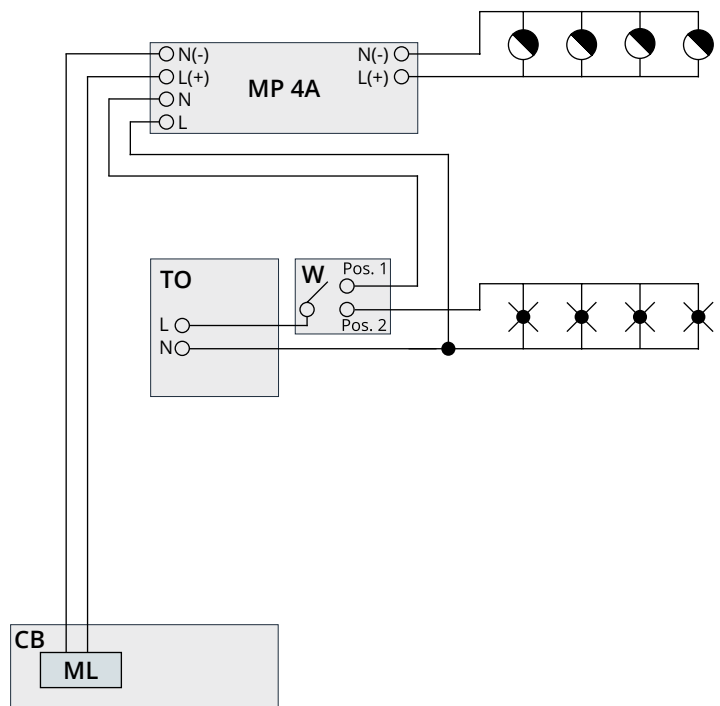 N(-) N(-)
L(+) MP 4A L(+)
N
L
TO W Pos. 1
L
Pos. 2
N
CB
ML